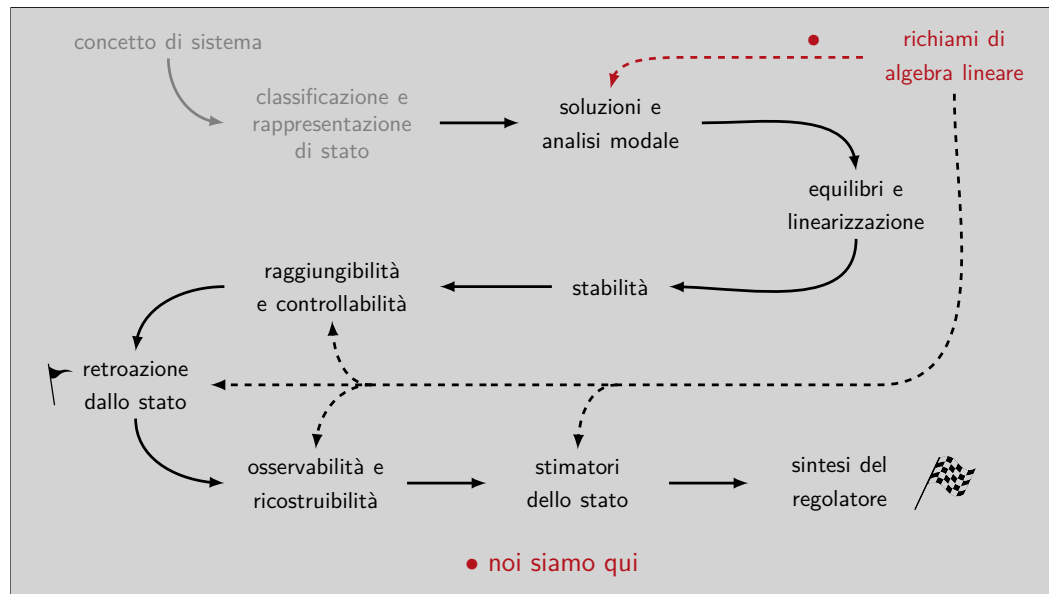 concetto di sistema
richiami di
algebra lineare
classificazione e
rappresentazione
di stato
soluzioni e
analisi modale
equilibri e
linearizzazione
stabilità
raggiungibilità
e controllabilità
retroazione
dallo stato
osservabilità e
ricostruibilità
stimatori
dello stato
sintesi del
regolatore
• noi siamo qui